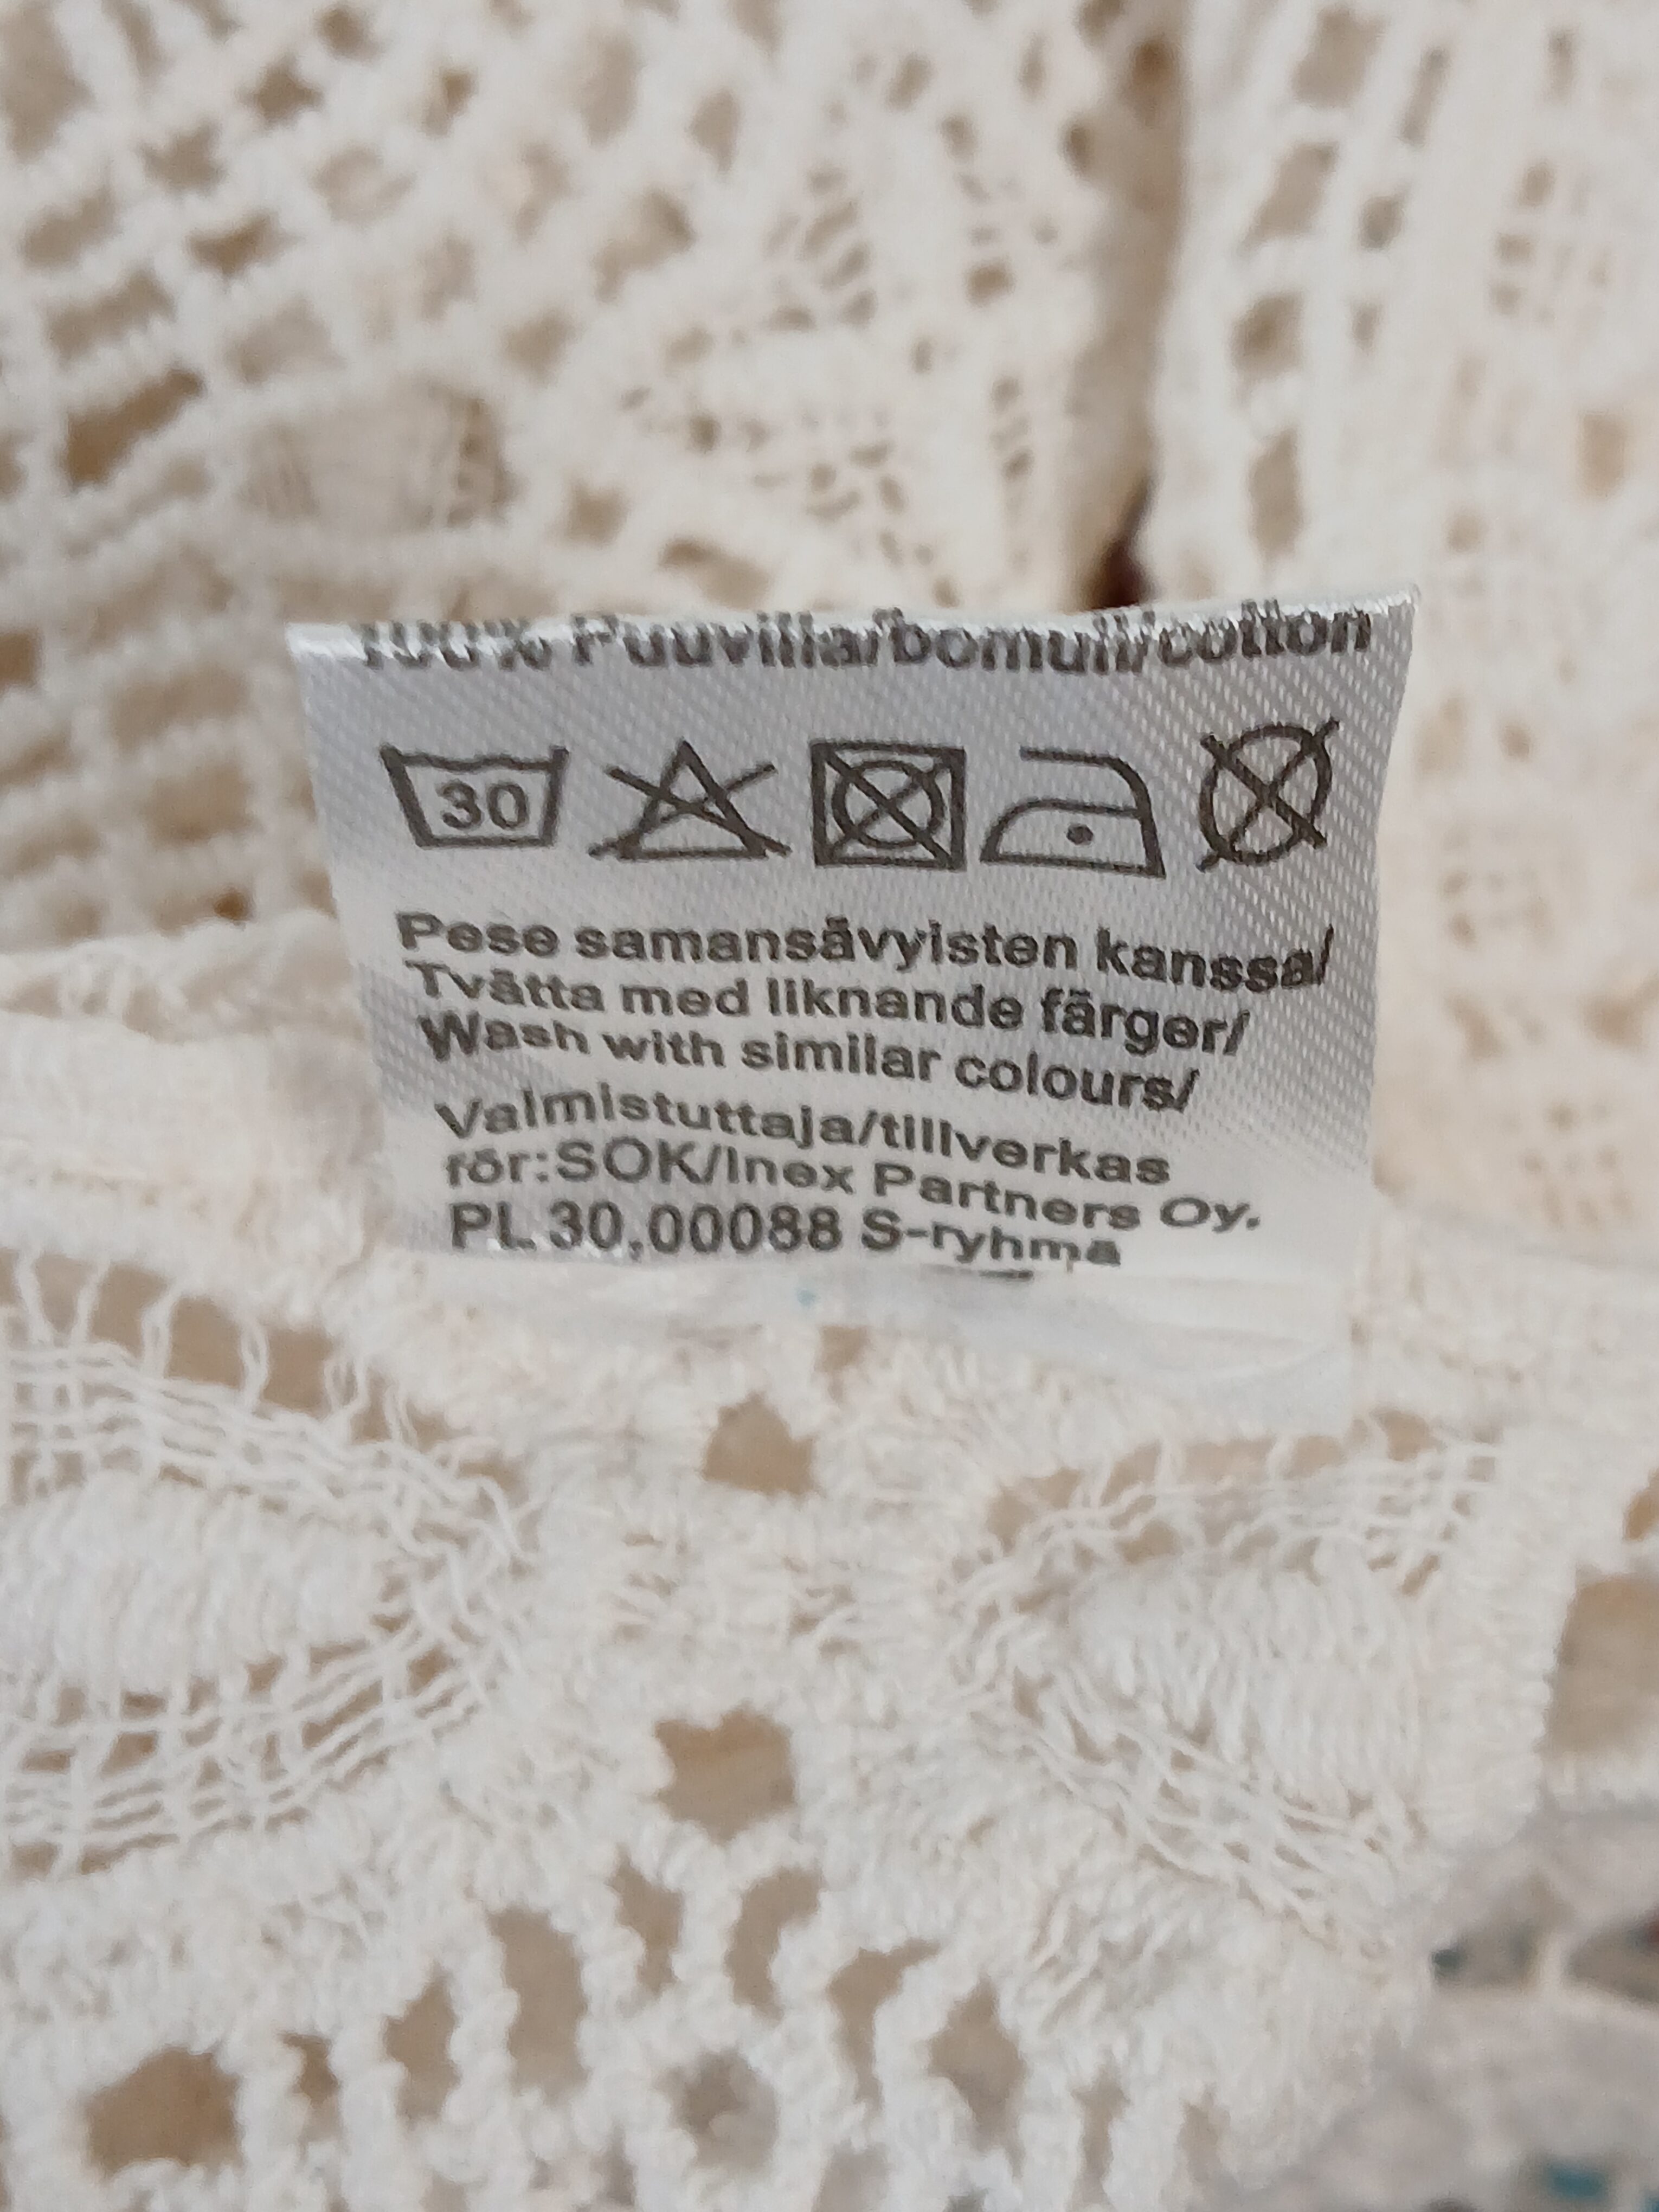 100% Puuvilla/bomull/cotton
30
Pese samansävyisten kanssa/
Tvätta med liknande färger/
Wash with similar colours/
Valmistuttaja/tillverkas
för:SOK/Inex Partners Oy.
PL 30,00088 S-ryhmä